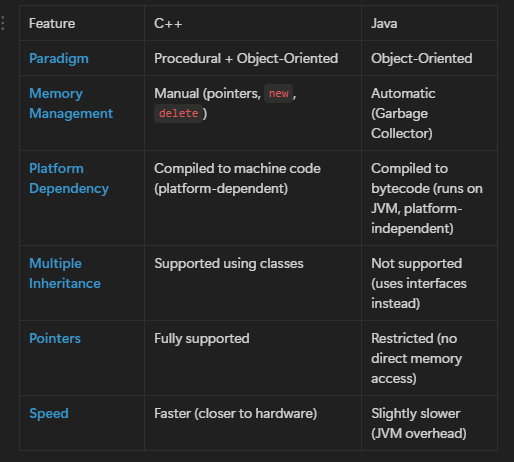 Feature C++ Java
Paradigm Procedural + Object-Oriented Object-Oriented
Memory Management
Manual (pointers, new,
delete)
Automatic
(Garbage
Collector)
Platform
Dependency
Compiled to machine code
(platform-dependent)
Compiled to
bytecode (runs on
JVM, platform-
independent)
Multiple
Inheritance
Supported using classes
Not supported
(uses interfaces
instead)
Pointers
Fully supported
Restricted (no
direct memory
access)
Speed
Faster (closer to hardware)
Slightly slower
(JVM overhead)